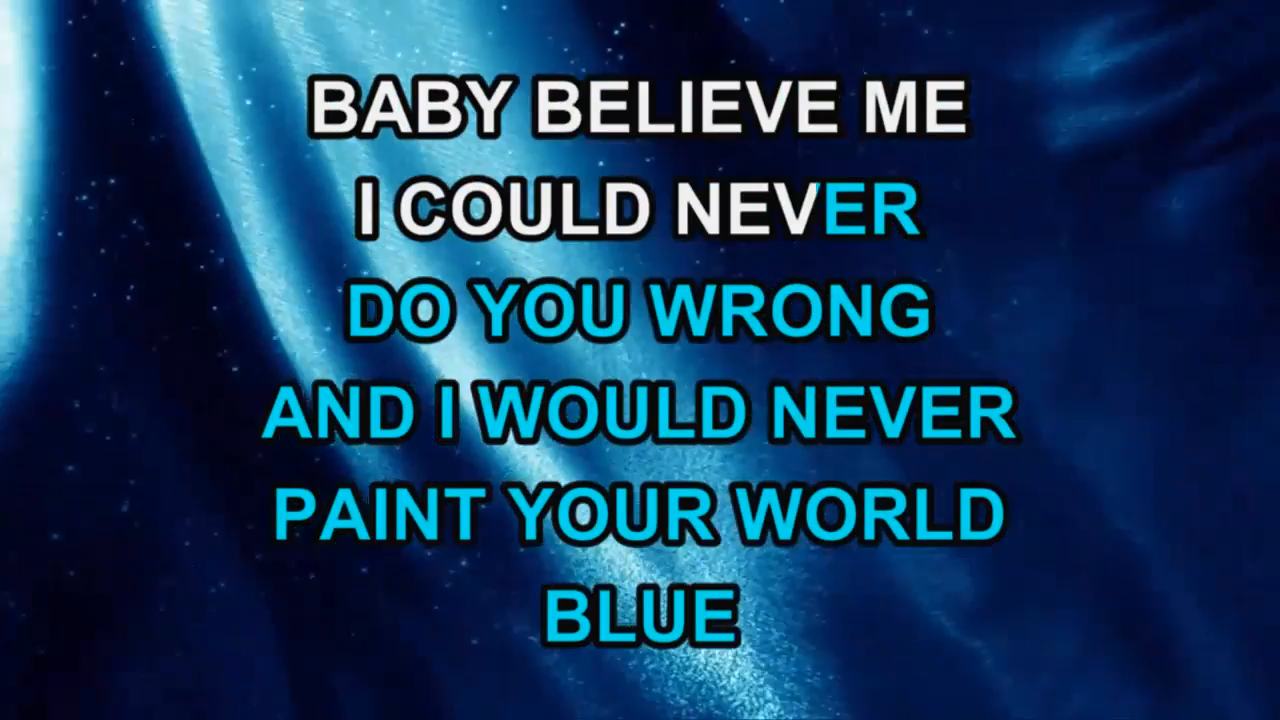 BABY BELIEVE ME
I COULD NEVER
DO YOU WRONG
AND I WOULD NEVER
PAINT YOUR WORLD
BLUE